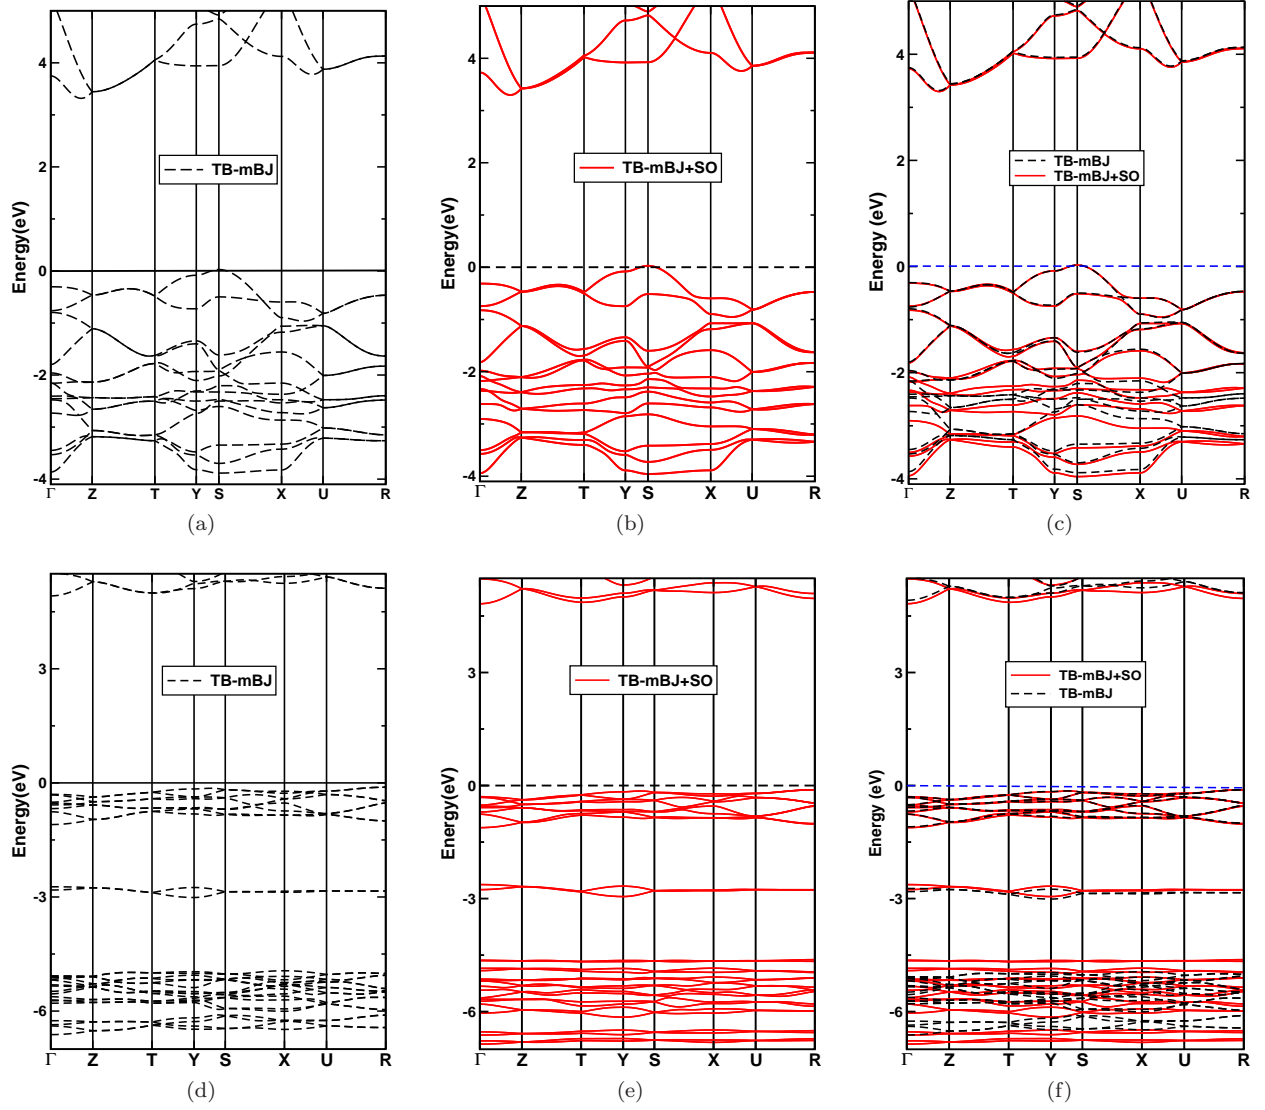 4
2
0
-2
-4
Energy(eV)
TB-mBJ
Γ Z T Y S X U R
(a)
4
2
0
-2
-4
Energy(eV)
TB-mBJ+SO
Γ Z T Y S X U R
(b)
4
2
0
-2
-4
Energy (eV)
TB-mBJ
TB-mBJ+SO
Γ Z T Y S X U R
(c)
3
0
-3
-6
Energy(eV)
TB-mBJ
Γ Z T Y S X U R
(d)
3
0
-3
-6
Energy(eV)
TB-mBJ+SO
Γ Z T Y S X U R
(e)
3
0
-3
-6
Energy (eV)
TB-mBJ+SO
TB-mBJ
Γ Z T Y S X U R
(f)